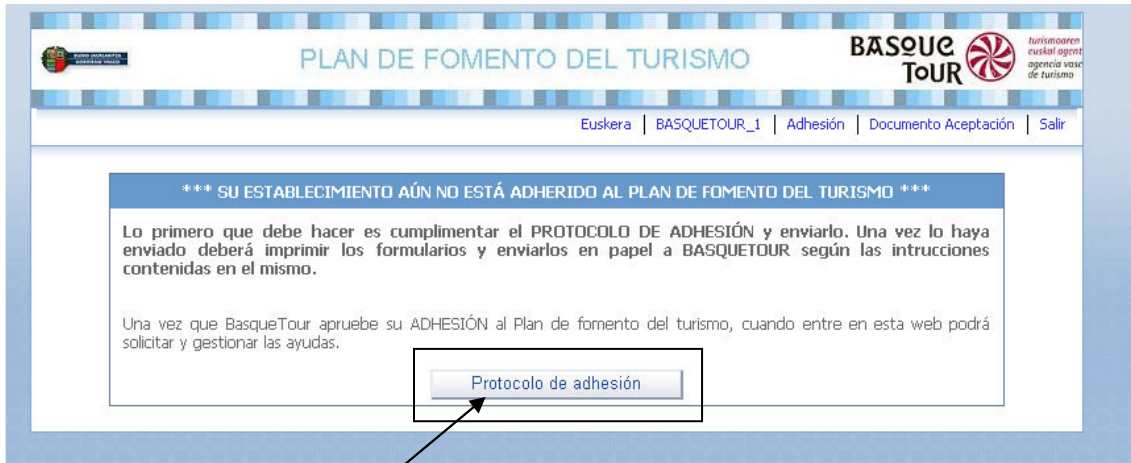 EUSKO JAURLARITZA
GOBIERNO VASCO
PLAN DE FOMENTO DEL TURISMO
BASQUE
TOUR
turismoaren
euskal agent
agencia vasc
de turismo
Euskera | BASQUETOUR_1 | Adhesión | Documento Aceptación | Salir
*** SU ESTABLECIMIENTO AÚN NO ESTÁ ADHERIDO AL PLAN DE FOMENTO DEL TURISMO ***
Lo primero que debe hacer es cumplimentar el PROTOCOLO DE ADHESIÓN y enviarlo. Una vez lo haya
enviado deberá imprimir los formularios y enviarlos en papel a BASQUETOUR según las intrucciones
contenidas en el mismo.
Una vez que BasqueTour apruebe su ADHESIÓN al Plan de fomento del turismo, cuando entre en esta web podrá
solicitar y gestionar las ayudas.
Protocolo de adhesión